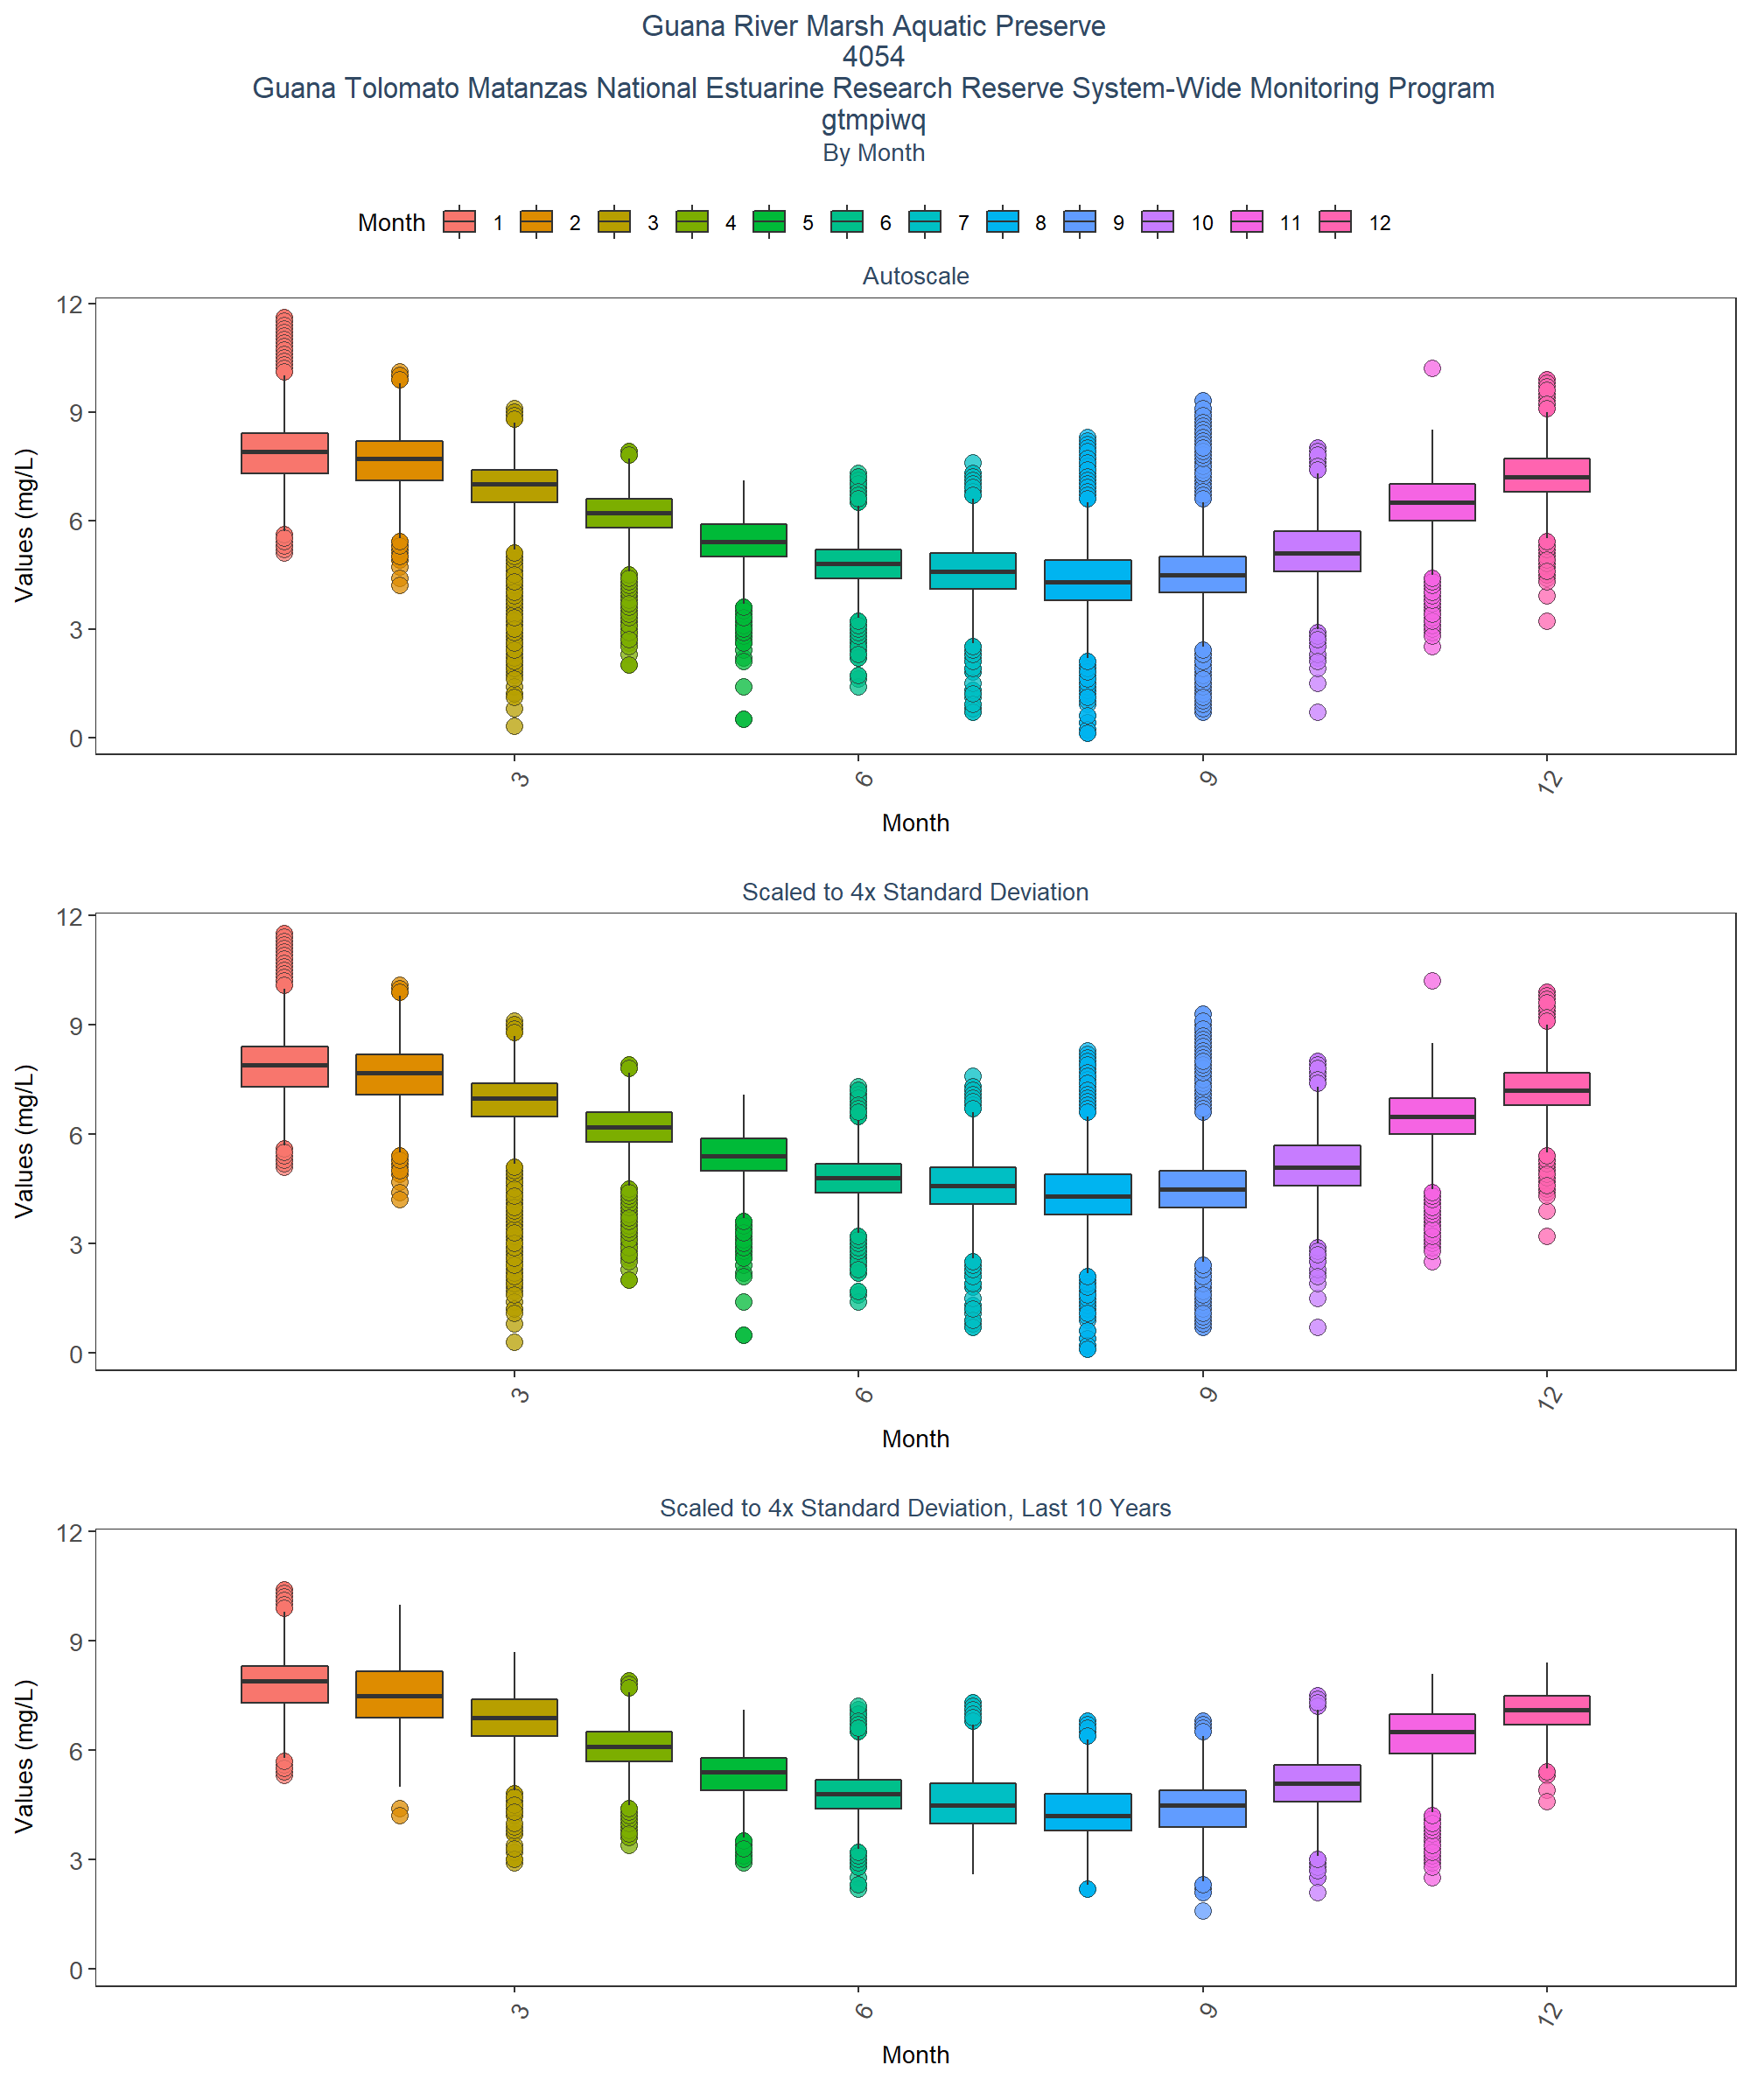 Guana River Marsh Aquatic Preserve
4054
Guana Tolomato Matanzas National Estuarine Research Reserve System-Wide Monitoring Program
gtmpiwq
By Month
Month 1 2 3 4 5 6 7 8 9 10 11 12
Autoscale
Values (mg/L)
12
9
6
3
0
3 6 9 12
Month
Scaled to 4x Standard Deviation
Values (mg/L)
12
9
6
3
0
3 6 9 12
Month
Scaled to 4x Standard Deviation, Last 10 Years
Values (mg/L)
12
9
6
3
0
3 6 9 12
Month